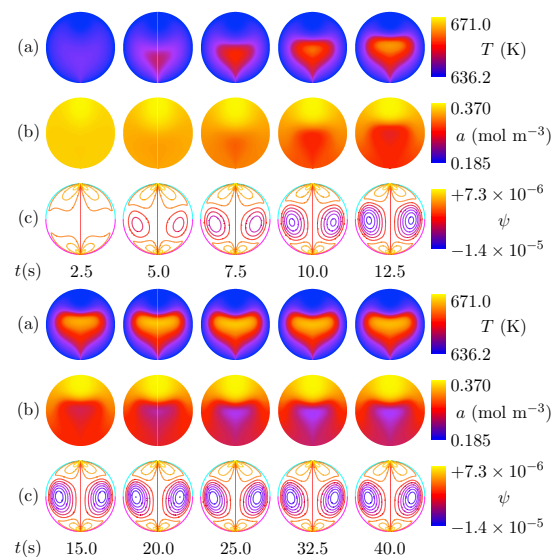 (a) 671.0
T (K)
636.2
(b) 0.370
a (mol m⁻³)
0.185
(c) +7.3 × 10⁻⁶
ψ
−1.4 × 10⁻⁵
t(s) 2.5 5.0 7.5 10.0 12.5
(a) 671.0
T (K)
636.2
(b) 0.370
a (mol m⁻³)
0.185
(c) +7.3 × 10⁻⁶
ψ
−1.4 × 10⁻⁵
t(s) 15.0 20.0 25.0 32.5 40.0